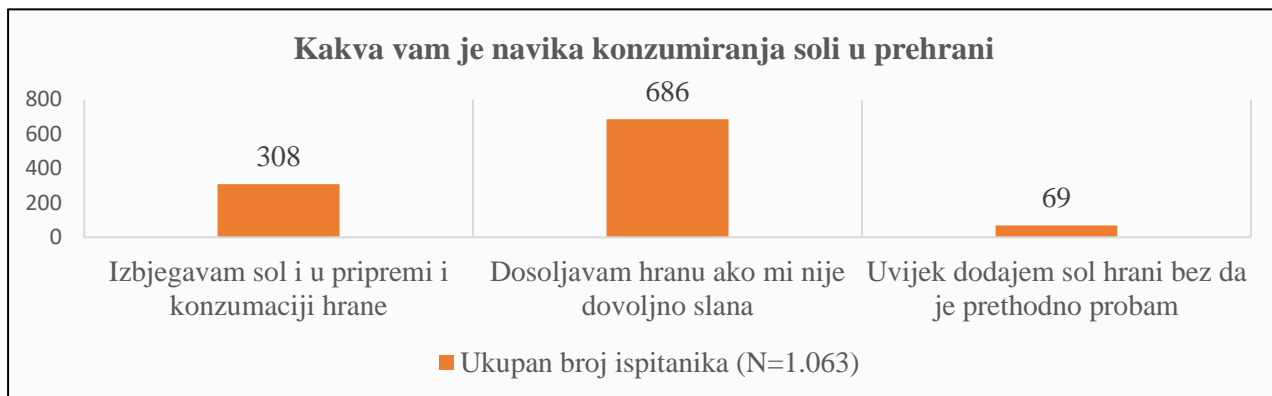 Kakva vam je navika konzumiranja soli u prehrani
800
600
400
200
0
308
686
69
Izbjegavam sol i u pripremi i
konzumaciji hrane
Dosoljavam hranu ako mi nije
dovoljno slana
Uvijek dodajem sol hrani bez da
je prethodno probam
Ukupan broj ispitanika (N=1.063)